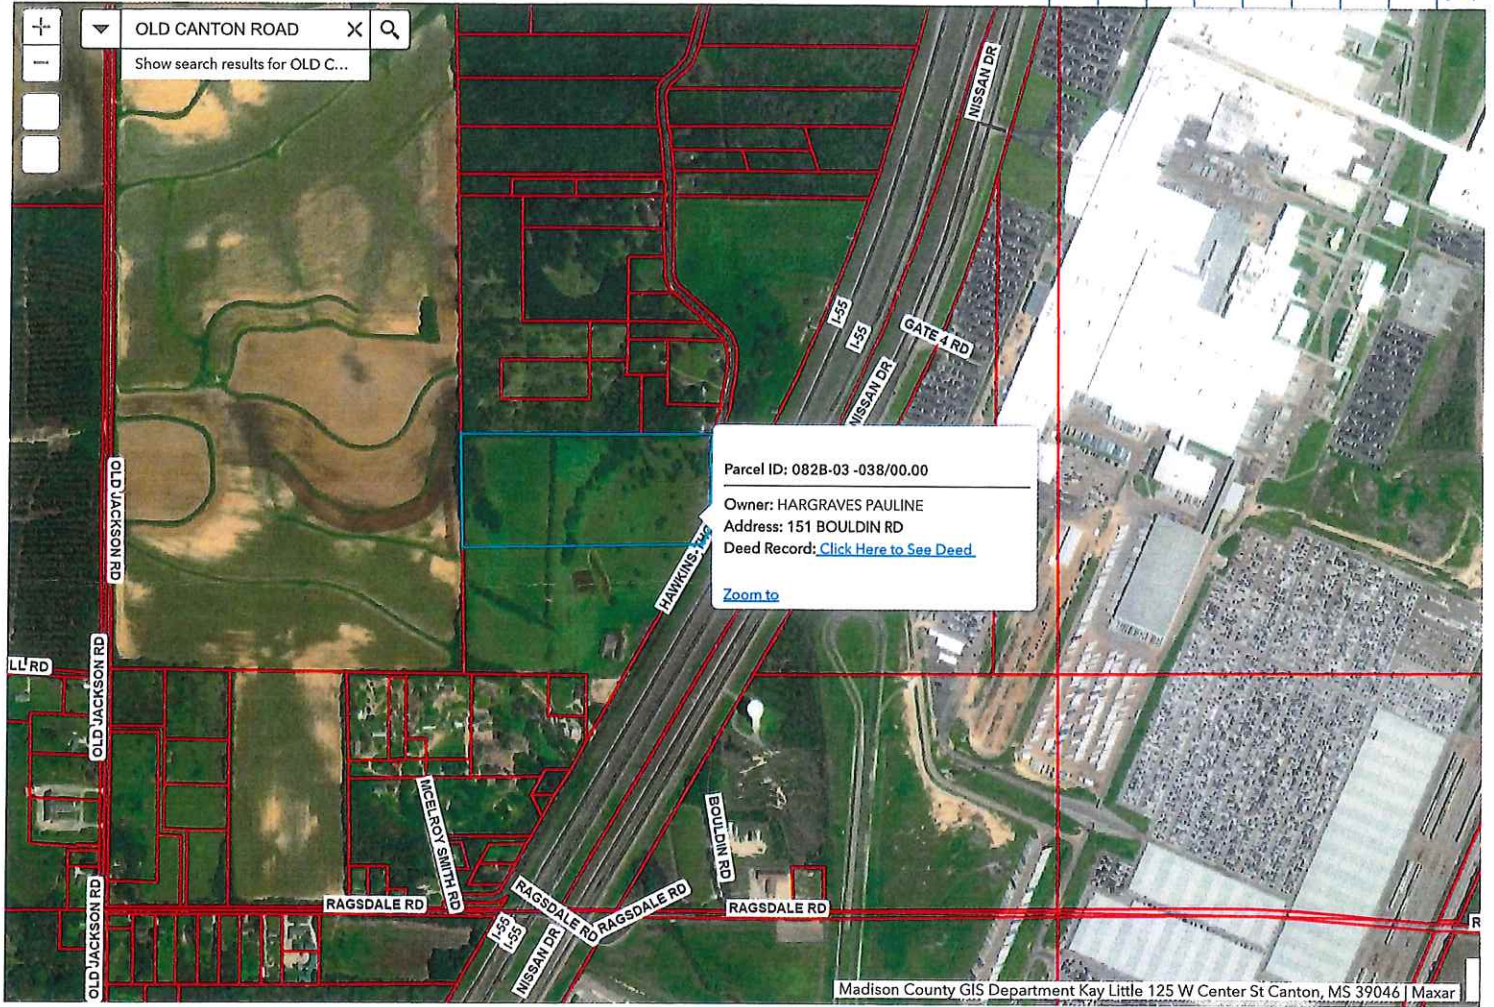 OLD CANTON ROAD
Show search results for OLD C...
NISSAN DR
I-55
I-55
GATE 4 RD
NISSAN DR
OLD JACKSON RD
Parcel ID: 082B-03 -038/00.00
Owner: HARGRAVES PAULINE
Address: 151 BOULDIN RD
Deed Record: Click Here to See Deed
Zoom to
HAWKINS
LL RD
OLD JACKSON RD
MCELROY SMITH RD
BOULDIN RD
OLD JACKSON RD
RAGSDALE RD
RAGSDALE RD
RAGSDALE RD
RAGSDALE RD
I-55
I-55
NISSAN DR
R
Madison County GIS Department Kay Little 125 W Center St Canton, MS 39046 | Maxar